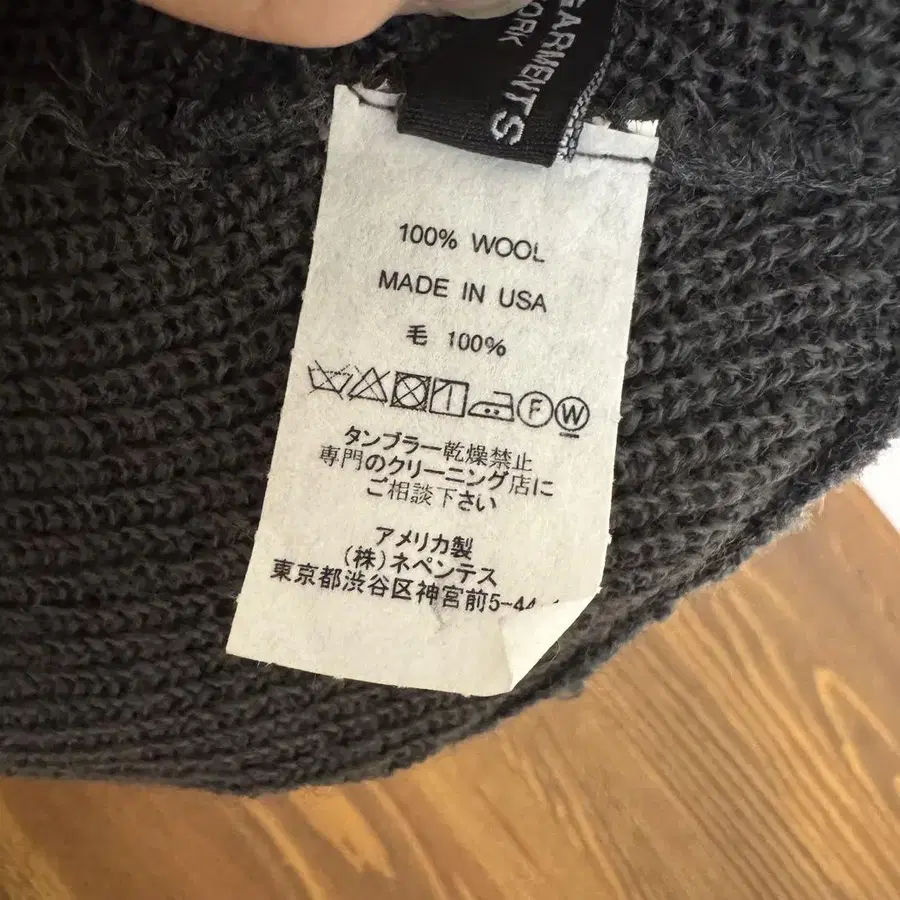 GARMENTS
YORK
100% WOOL
MADE IN USA
毛 100%
F W
タンブラー乾燥禁止
専門のクリーニング店に
ご相談下さい
アメリカ製
(株)ネペンテス
東京都渋谷区神宮前5-44